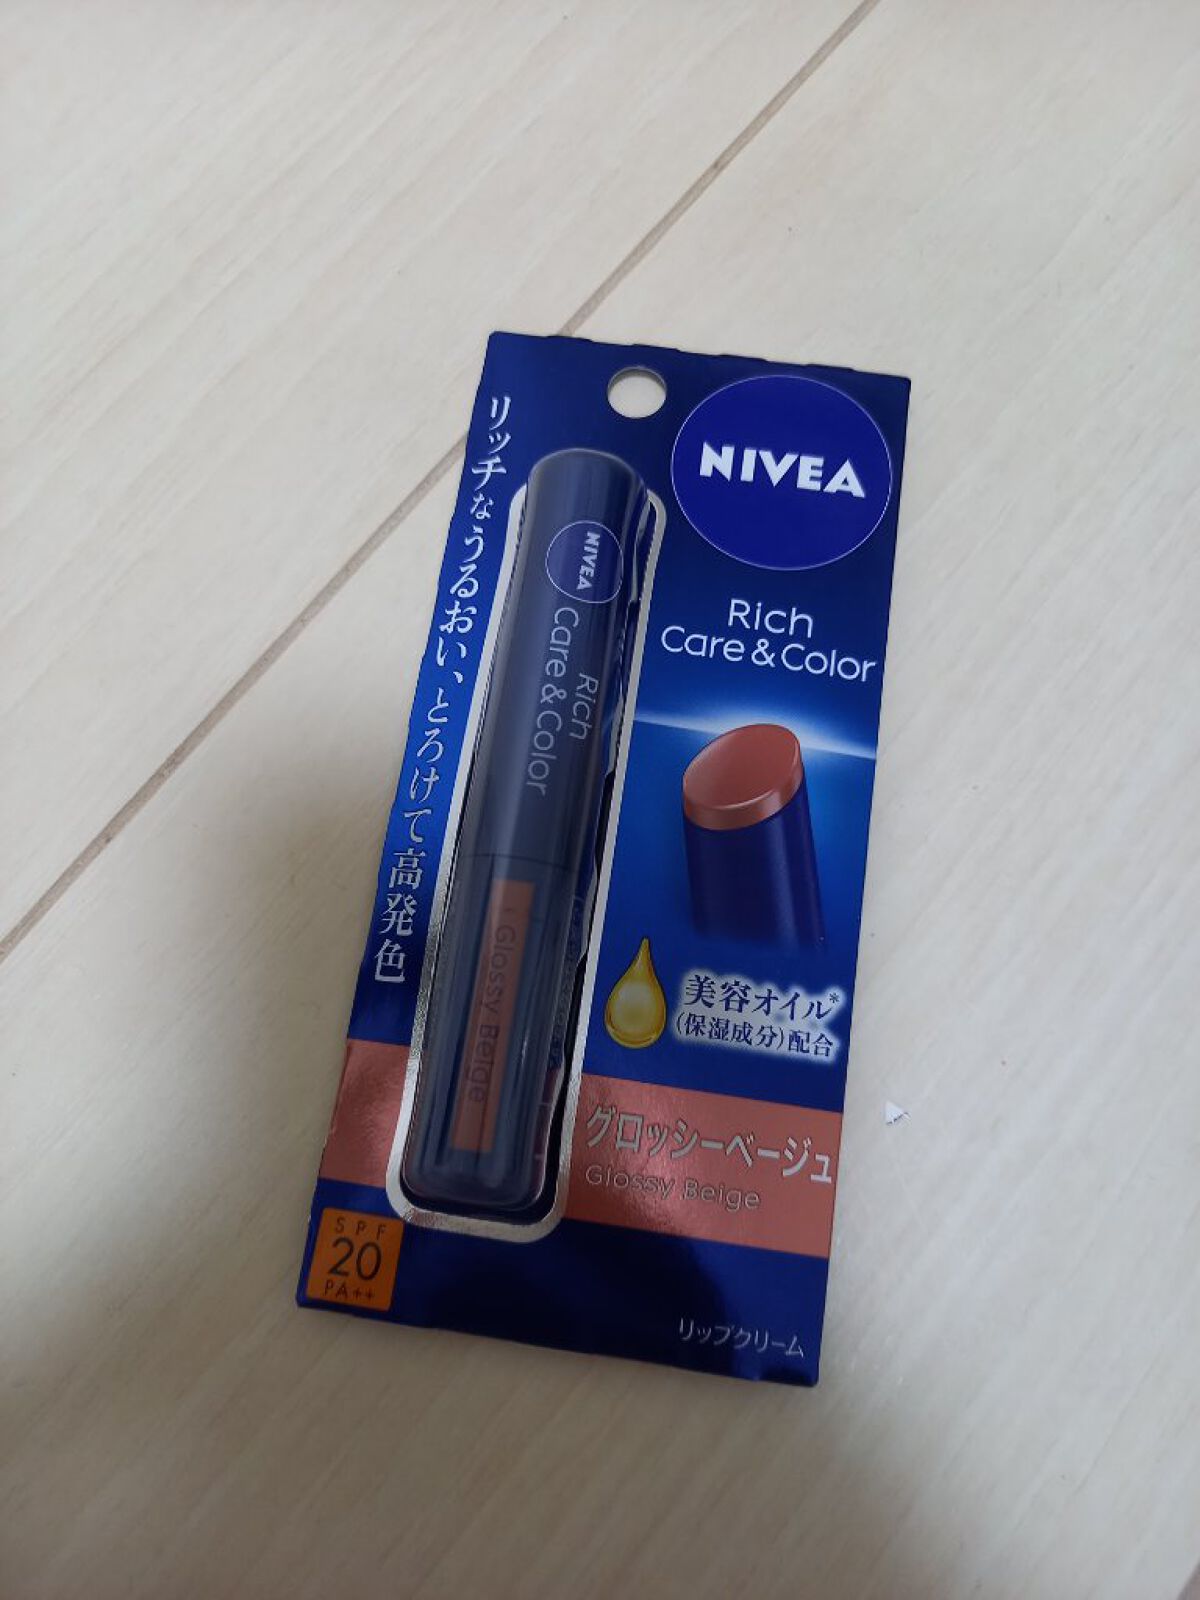 NIVEA
Rich
Care & Color
リッチなうるおい、とろけて高発色
NIVEA
Rich
Care & Color
Glossy Beige
美容オイル*
(保湿成分)配合
グロッシーベージュ
Glossy Beige
SPF
20
PA++
リップクリーム